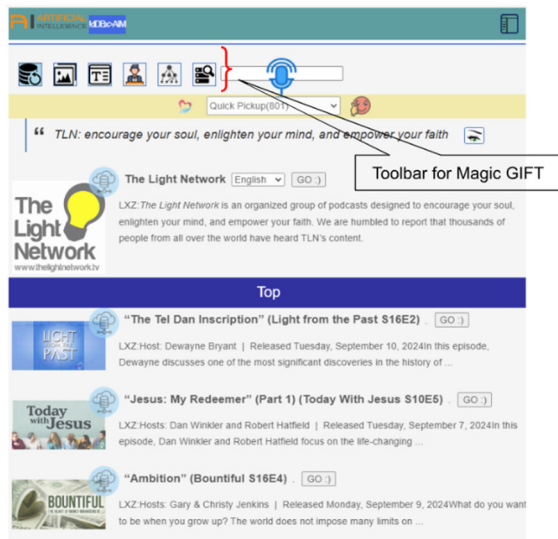 AI ARTIFICIAL INTELLIGENCE
Quick Pickup(801)
“ TLN: encourage your soul, enlighten your mind, and empower your faith
Toolbar for Magic GIFT
The Light Network English GO :)
LXZ:The Light Network is an organized group of podcasts designed to encourage your soul,
enlighten your mind, and empower your faith. We are humbled to report that thousands of
people from all over the world have heard TLN's content.
The
Light
Network
www.thelightnetwork.tv
Top
“The Tel Dan Inscription” (Light from the Past S16E2) . GO :)
LXZ:Host: Dewayne Bryant | Released Tuesday, September 10, 2024In this episode,
Dewayne discusses one of the most significant discoveries in the history of ...
LIGHT
FROM THE
PAST
“Jesus: My Redeemer” (Part 1) (Today With Jesus S10E5) . GO :)
LXZ:Hosts: Dan Winkler and Robert Hatfield | Released Tuesday, September 7, 2024In this
episode, Dan Winkler and Robert Hatfield focus on the life-changing ...
Today
with Jesus
“Ambition” (Bountiful S16E4) . GO :)
LXZ:Hosts: Gary & Christy Jenkins | Released Monday, September 9, 2024What do you want
to be when you grow up? The world does not impose many limits on ...
BOUNTIFUL